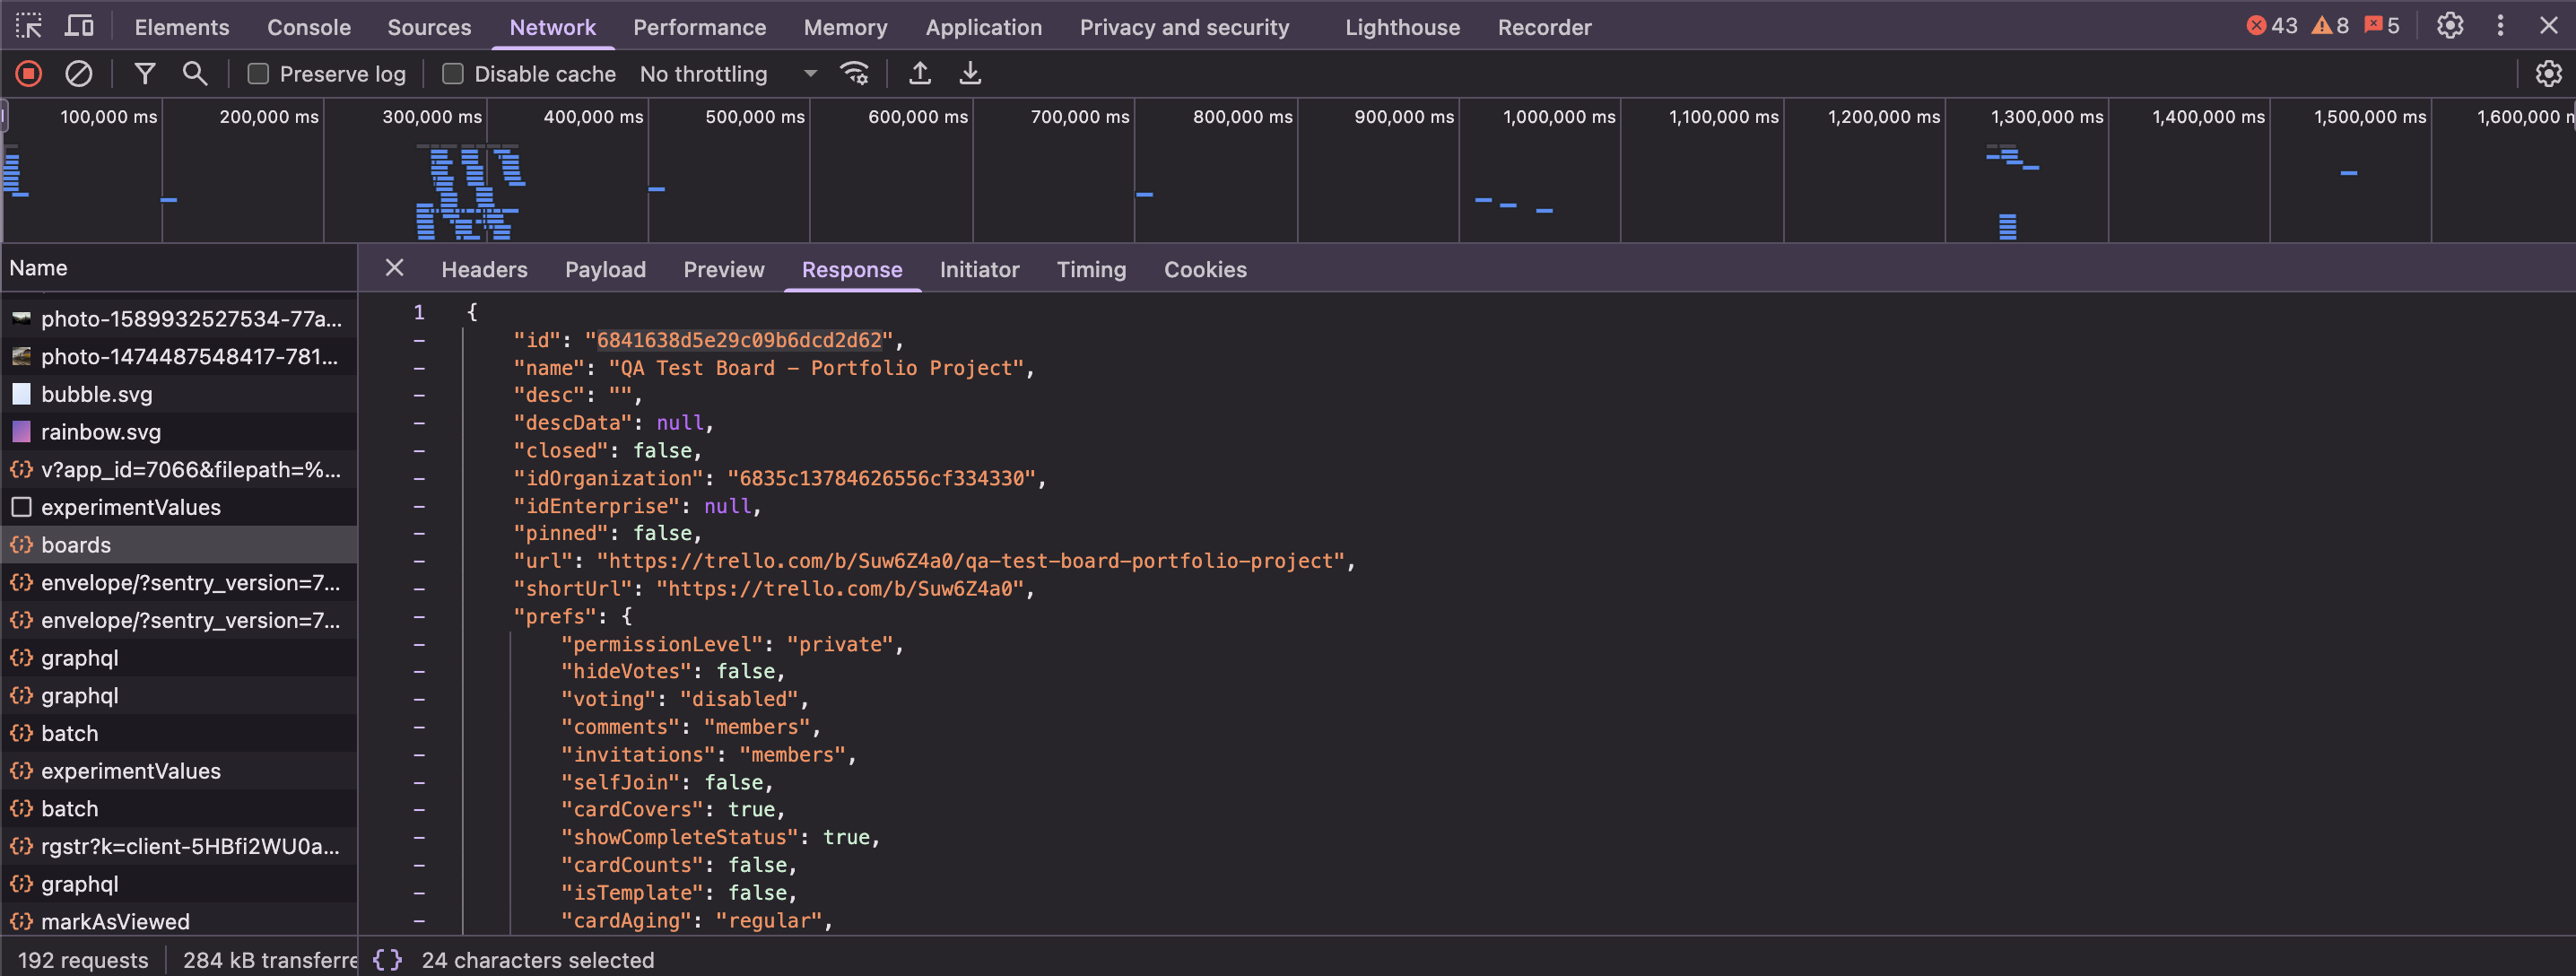 Elements Console Sources Network Performance Memory Application Privacy and security Lighthouse Recorder 43 8 5
Preserve log Disable cache No throttling
100,000 ms 200,000 ms 300,000 ms 400,000 ms 500,000 ms 600,000 ms 700,000 ms 800,000 ms 900,000 ms 1,000,000 ms 1,100,000 ms 1,200,000 ms 1,300,000 ms 1,400,000 ms 1,500,000 ms 1,600,000 m
Name
photo-1589932527534-77a...
photo-1474487548417-781...
bubble.svg
rainbow.svg
v?app_id=7066&filepath=%...
experimentValues
boards
envelope/?sentry_version=7...
envelope/?sentry_version=7...
graphql
graphql
batch
experimentValues
batch
rgstr?k=client-5HBfi2WU0a...
graphql
markAsViewed
192 requests 284 kB transferre
Headers Payload Preview Response Initiator Timing Cookies
1 {
– "id": "6841638d5e29c09b6dcd2d62",
– "name": "QA Test Board – Portfolio Project",
– "desc": "",
– "descData": null,
– "closed": false,
– "idOrganization": "6835c13784626556cf334330",
– "idEnterprise": null,
– "pinned": false,
– "url": "https://trello.com/b/Suw6Z4a0/qa-test-board-portfolio-project",
– "shortUrl": "https://trello.com/b/Suw6Z4a0",
– "prefs": {
– "permissionLevel": "private",
– "hideVotes": false,
– "voting": "disabled",
– "comments": "members",
– "invitations": "members",
– "selfJoin": false,
– "cardCovers": true,
– "showCompleteStatus": true,
– "cardCounts": false,
– "isTemplate": false,
– "cardAging": "regular",
{} 24 characters selected